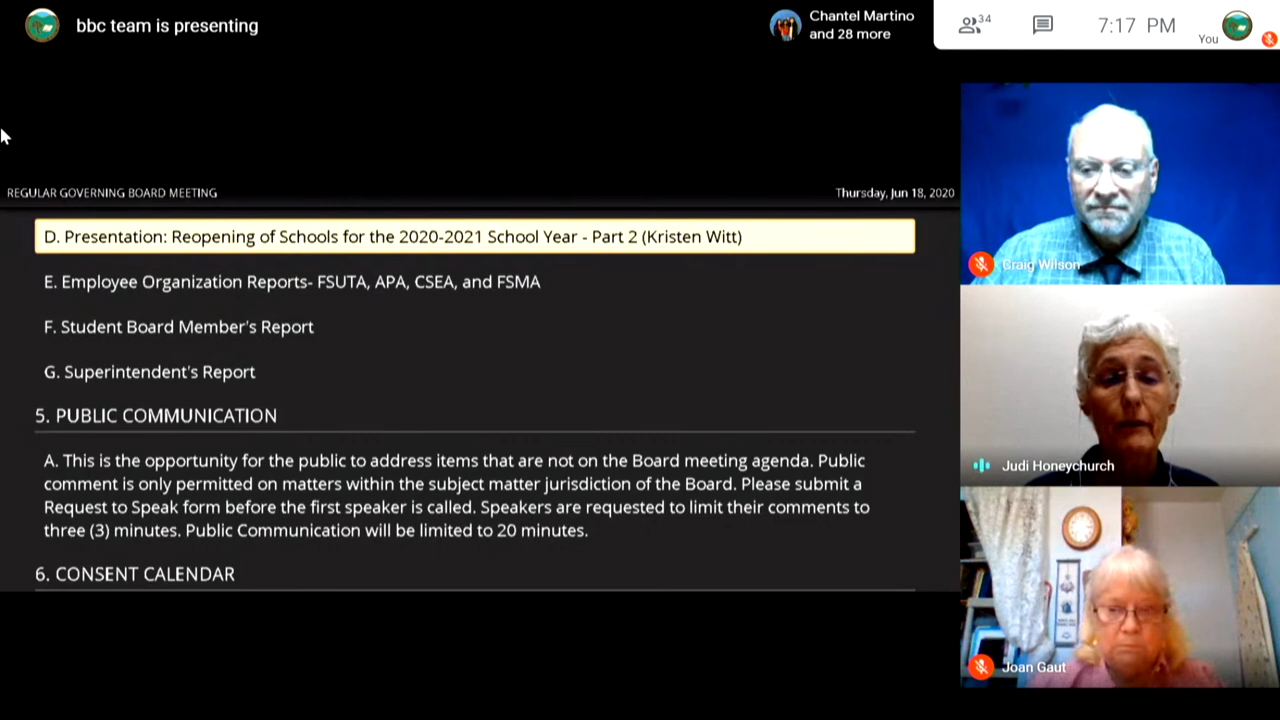 bbc team is presenting
Chantel Martino
and 28 more
34
7:17 PM
You
REGULAR GOVERNING BOARD MEETING
Thursday, Jun 18, 2020
D. Presentation: Reopening of Schools for the 2020-2021 School Year - Part 2 (Kristen Witt)
E. Employee Organization Reports- FSUTA, APA, CSEA, and FSMA
F. Student Board Member's Report
G. Superintendent's Report
5. PUBLIC COMMUNICATION
A. This is the opportunity for the public to address items that are not on the Board meeting agenda. Public
comment is only permitted on matters within the subject matter jurisdiction of the Board. Please submit a
Request to Speak form before the first speaker is called. Speakers are requested to limit their comments to
three (3) minutes. Public Communication will be limited to 20 minutes.
6. CONSENT CALENDAR
Craig Wilson
Judi Honeychurch
Joan Gaut